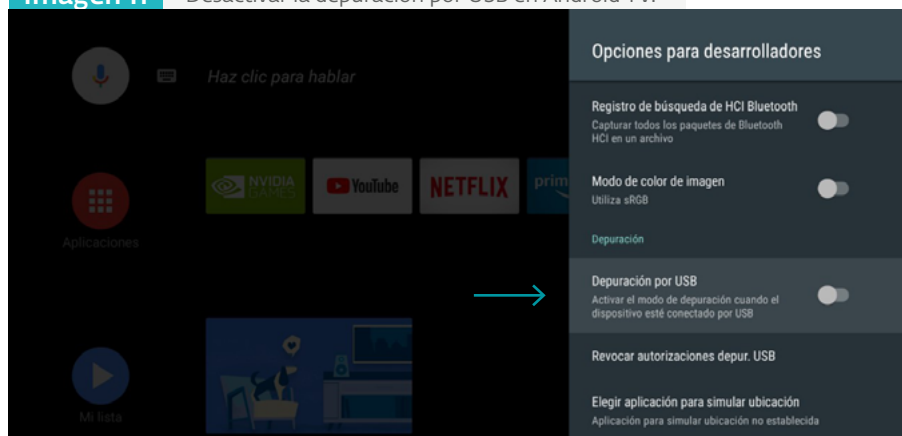 Imagen 11
Desactivar la depuración por USB en Android TV.
Opciones para desarrolladores
Haz clic para hablar
Registro de búsqueda de HCI Bluetooth
Capturar todos los paquetes de Bluetooth
HCI en un archivo
NVIDIA
GAMES
YouTube
NETFLIX
prim
Modo de color de imagen
Utiliza sRGB
Aplicaciones
Depuración
Depuración por USB
Activar el modo de depuración cuando el
dispositivo esté conectado por USB
Revocar autorizaciones depur. USB
Mi lista
Elegir aplicación para simular ubicación
Aplicación para simular ubicación no establecida